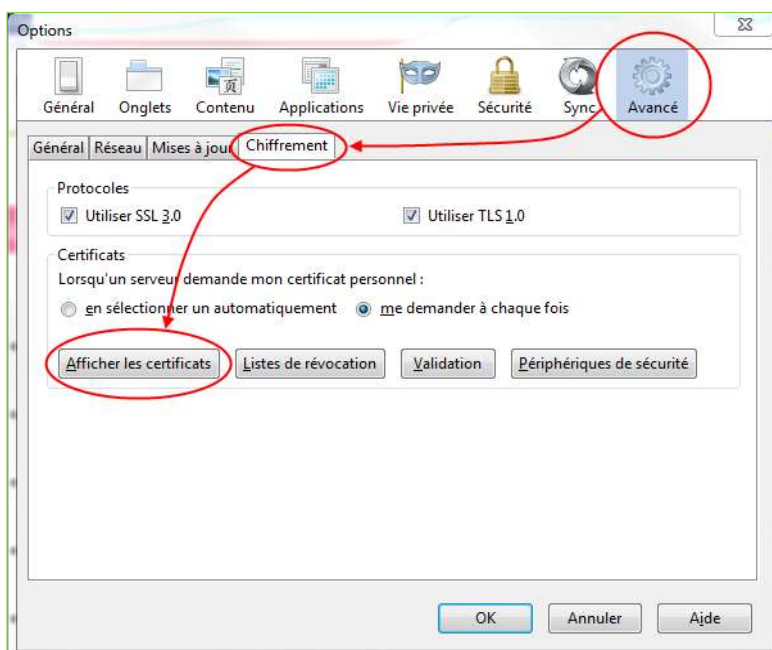 Options
Général Onglets Contenu Applications Vie privée Sécurité Sync Avancé
Général Réseau Mises à jour Chiffrement
Protocoles
Utiliser SSL 3.0 Utiliser TLS 1.0
Certificats
Lorsqu'un serveur demande mon certificat personnel :
en sélectionner un automatiquement me demander à chaque fois
Afficher les certificats Listes de révocation Validation Périphériques de sécurité
OK Annuler Aide